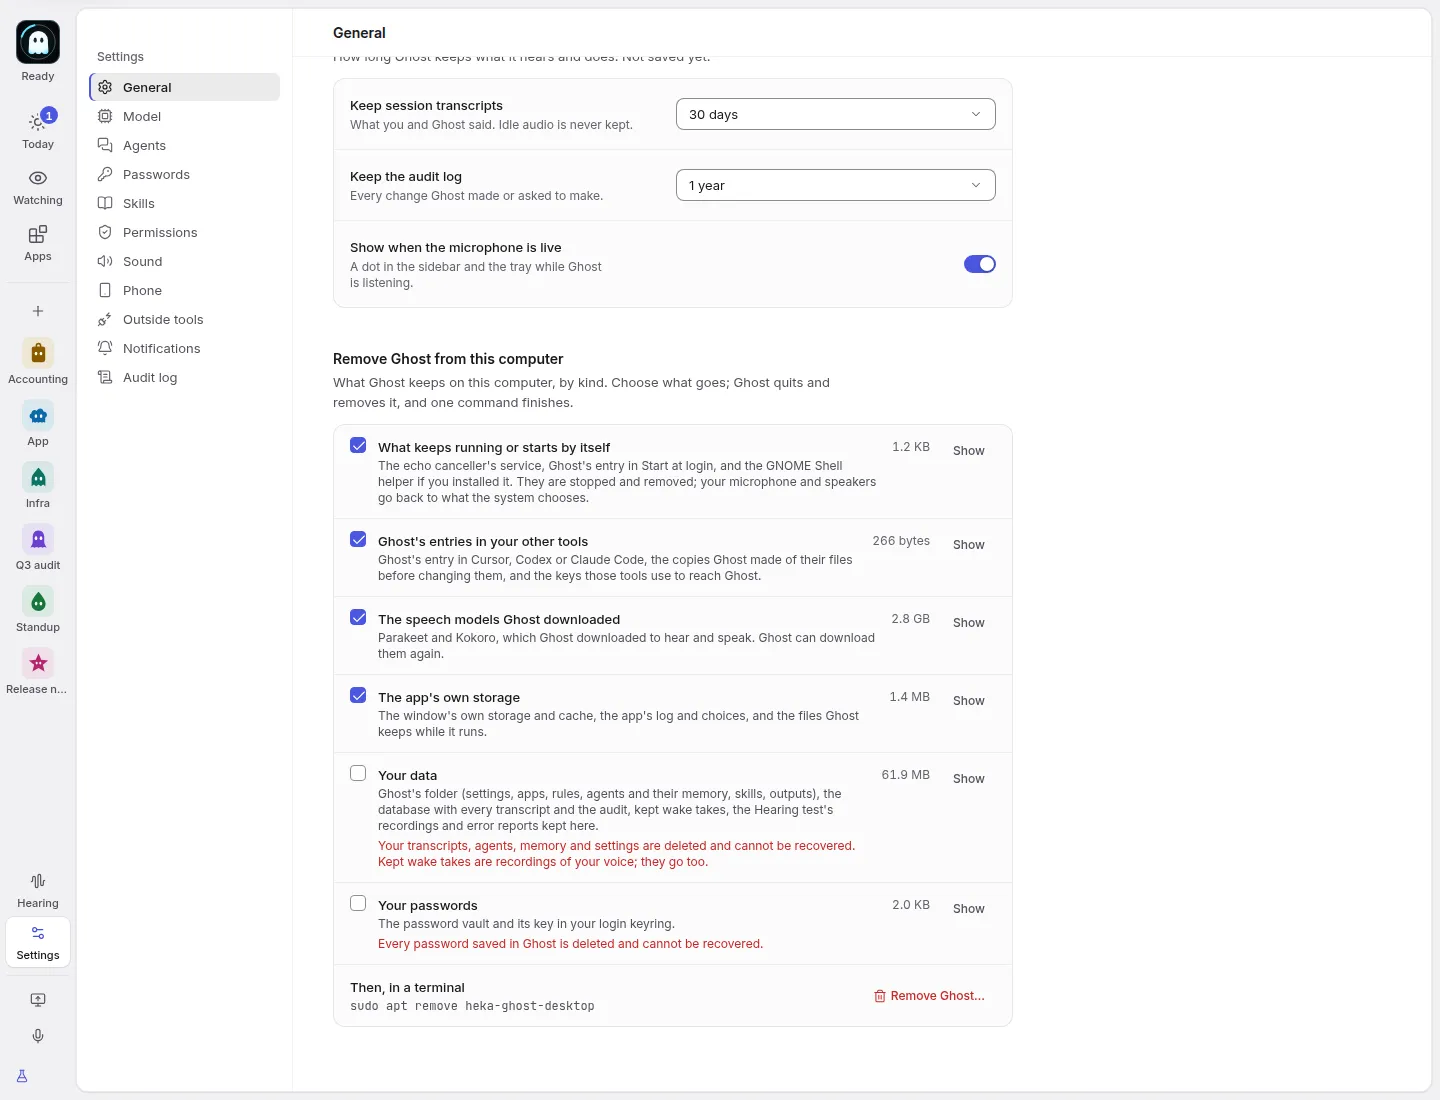 Ready
1
Today
Watching
Apps
Accounting
App
Infra
Q3 audit
Standup
Release n...
Hearing
Settings
Settings
General
Model
Agents
Passwords
Skills
Permissions
Sound
Phone
Outside tools
Notifications
Audit log
General
How long Ghost keeps what it hears and does. Not saved yet.
Keep session transcripts
What you and Ghost said. Idle audio is never kept.
30 days
Keep the audit log
Every change Ghost made or asked to make.
1 year
Show when the microphone is live
A dot in the sidebar and the tray while Ghost
is listening.
Remove Ghost from this computer
What Ghost keeps on this computer, by kind. Choose what goes; Ghost quits and
removes it, and one command finishes.
What keeps running or starts by itself
1.2 KB
Show
The echo canceller's service, Ghost's entry in Start at login, and the GNOME Shell
helper if you installed it. They are stopped and removed; your microphone and speakers
go back to what the system chooses.
Ghost's entries in your other tools
266 bytes
Show
Ghost's entry in Cursor, Codex or Claude Code, the copies Ghost made of their files
before changing them, and the keys those tools use to reach Ghost.
The speech models Ghost downloaded
2.8 GB
Show
Parakeet and Kokoro, which Ghost downloaded to hear and speak. Ghost can download
them again.
The app's own storage
1.4 MB
Show
The window's own storage and cache, the app's log and choices, and the files Ghost
keeps while it runs.
Your data
61.9 MB
Show
Ghost's folder (settings, apps, rules, agents and their memory, skills, outputs), the
database with every transcript and the audit, kept wake takes, the Hearing test's
recordings and error reports kept here.
Your transcripts, agents, memory and settings are deleted and cannot be recovered.
Kept wake takes are recordings of your voice; they go too.
Your passwords
2.0 KB
Show
The password vault and its key in your login keyring.
Every password saved in Ghost is deleted and cannot be recovered.
Then, in a terminal
sudo apt remove heka-ghost-desktop
Remove Ghost...